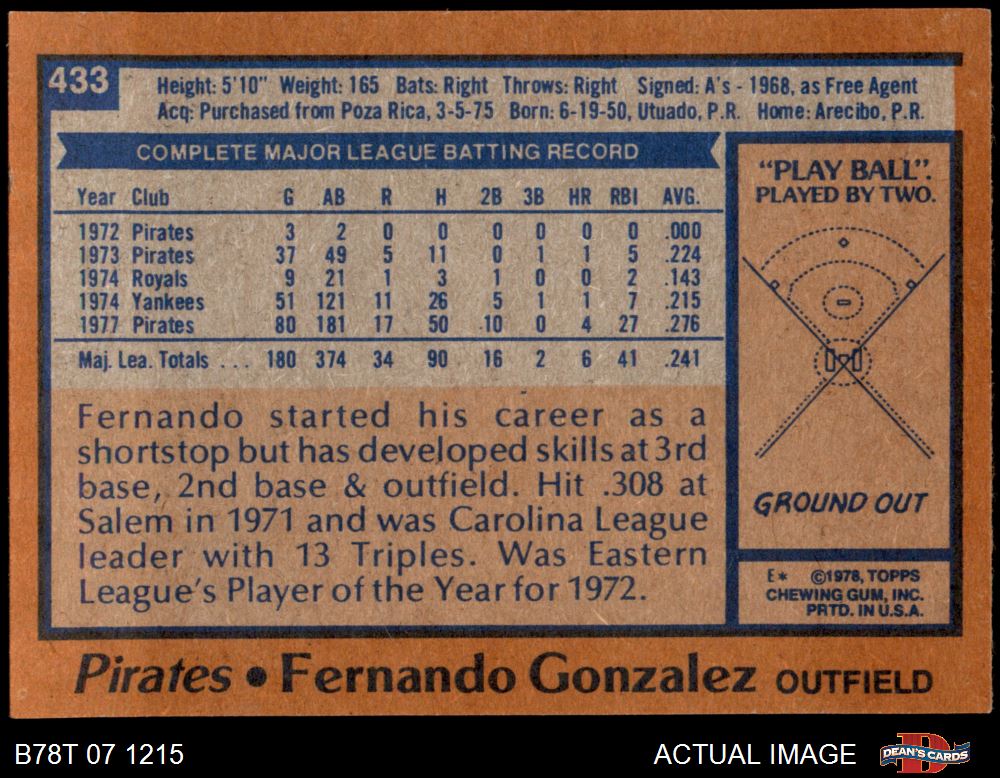 433
Height: 5'10" Weight: 165 Bats: Right Throws: Right Signed: A's - 1968, as Free Agent
Acq: Purchased from Poza Rica, 3-5-75 Born: 6-19-50, Utuado, P.R. Home: Arecibo, P.R.
COMPLETE MAJOR LEAGUE BATTING RECORD
Year Club G AB R H 2B 3B HR RBI AVG.
1972 Pirates 3 2 0 0 0 0 0 0 .000
1973 Pirates 37 49 5 11 0 1 1 5 .224
1974 Royals 9 21 1 3 1 0 0 2 .143
1974 Yankees 51 121 11 26 5 1 1 7 .215
1977 Pirates 80 181 17 50 10 0 4 27 .276
Maj. Lea. Totals ... 180 374 34 90 16 2 6 41 .241
Fernando started his career as a
shortstop but has developed skills at 3rd
base, 2nd base & outfield. Hit .308 at
Salem in 1971 and was Carolina League
leader with 13 Triples. Was Eastern
League's Player of the Year for 1972.
"PLAY BALL".
PLAYED BY TWO.
GROUND OUT
E* ©1978, TOPPS
CHEWING GUM, INC.
PRTD. IN U.S.A.
Pirates • Fernando Gonzalez OUTFIELD
B78T 07 1215 ACTUAL IMAGE DEAN'S CARDS